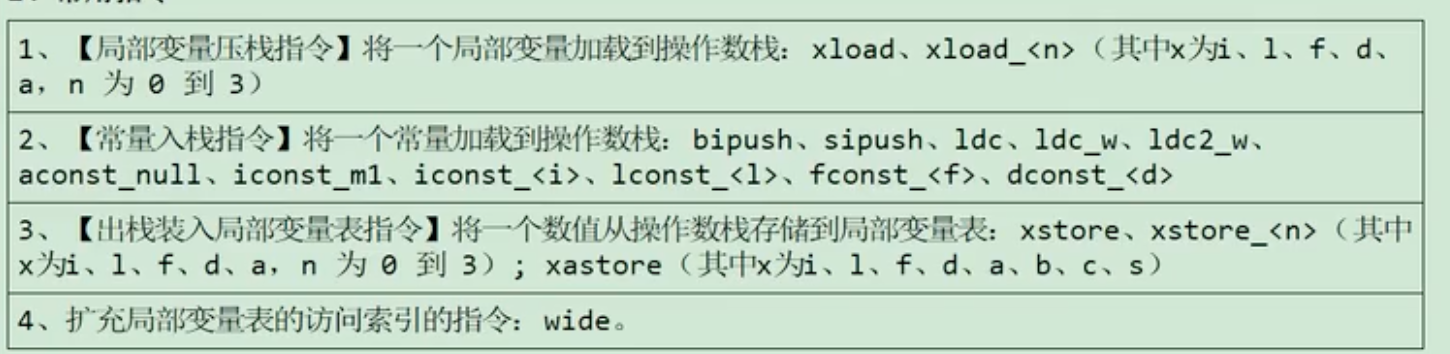 1、【局部变量压栈指令】将一个局部变量加载到操作数栈：xload、xload_<n>（其中x为i、l、f、d、
a，n 为 0 到 3）
2、【常量入栈指令】将一个常量加载到操作数栈：bipush、sipush、ldc、ldc_w、ldc2_w、
aconst_null、iconst_m1、iconst_<i>、lconst_<l>、fconst_<f>、dconst_<d>
3、【出栈装入局部变量表指令】将一个数值从操作数栈存储到局部变量表：xstore、xstore_<n>（其中
x为i、l、f、d、a，n 为 0 到 3）; xastore（其中x为i、l、f、d、a、b、c、s）
4、扩充局部变量表的访问索引的指令：wide。